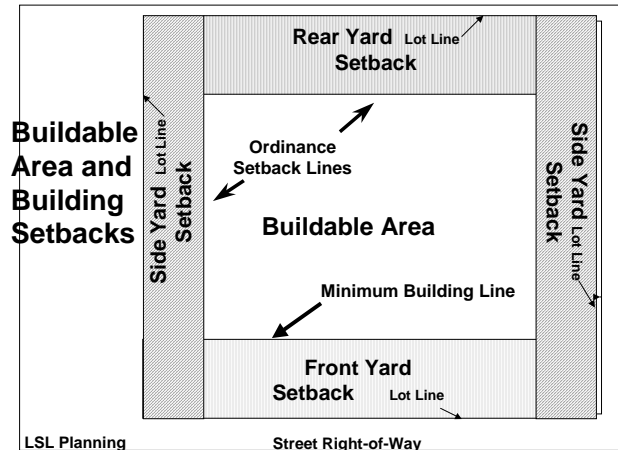 Buildable
Area and
Building
Setbacks
Rear Yard Lot Line
Setback
Side Yard Lot Line
Setback
Ordinance
Setback Lines
Buildable Area
Minimum Building Line
Side Yard Lot Line
Setback
Front Yard
Setback Lot Line
LSL Planning
Street Right-of-Way